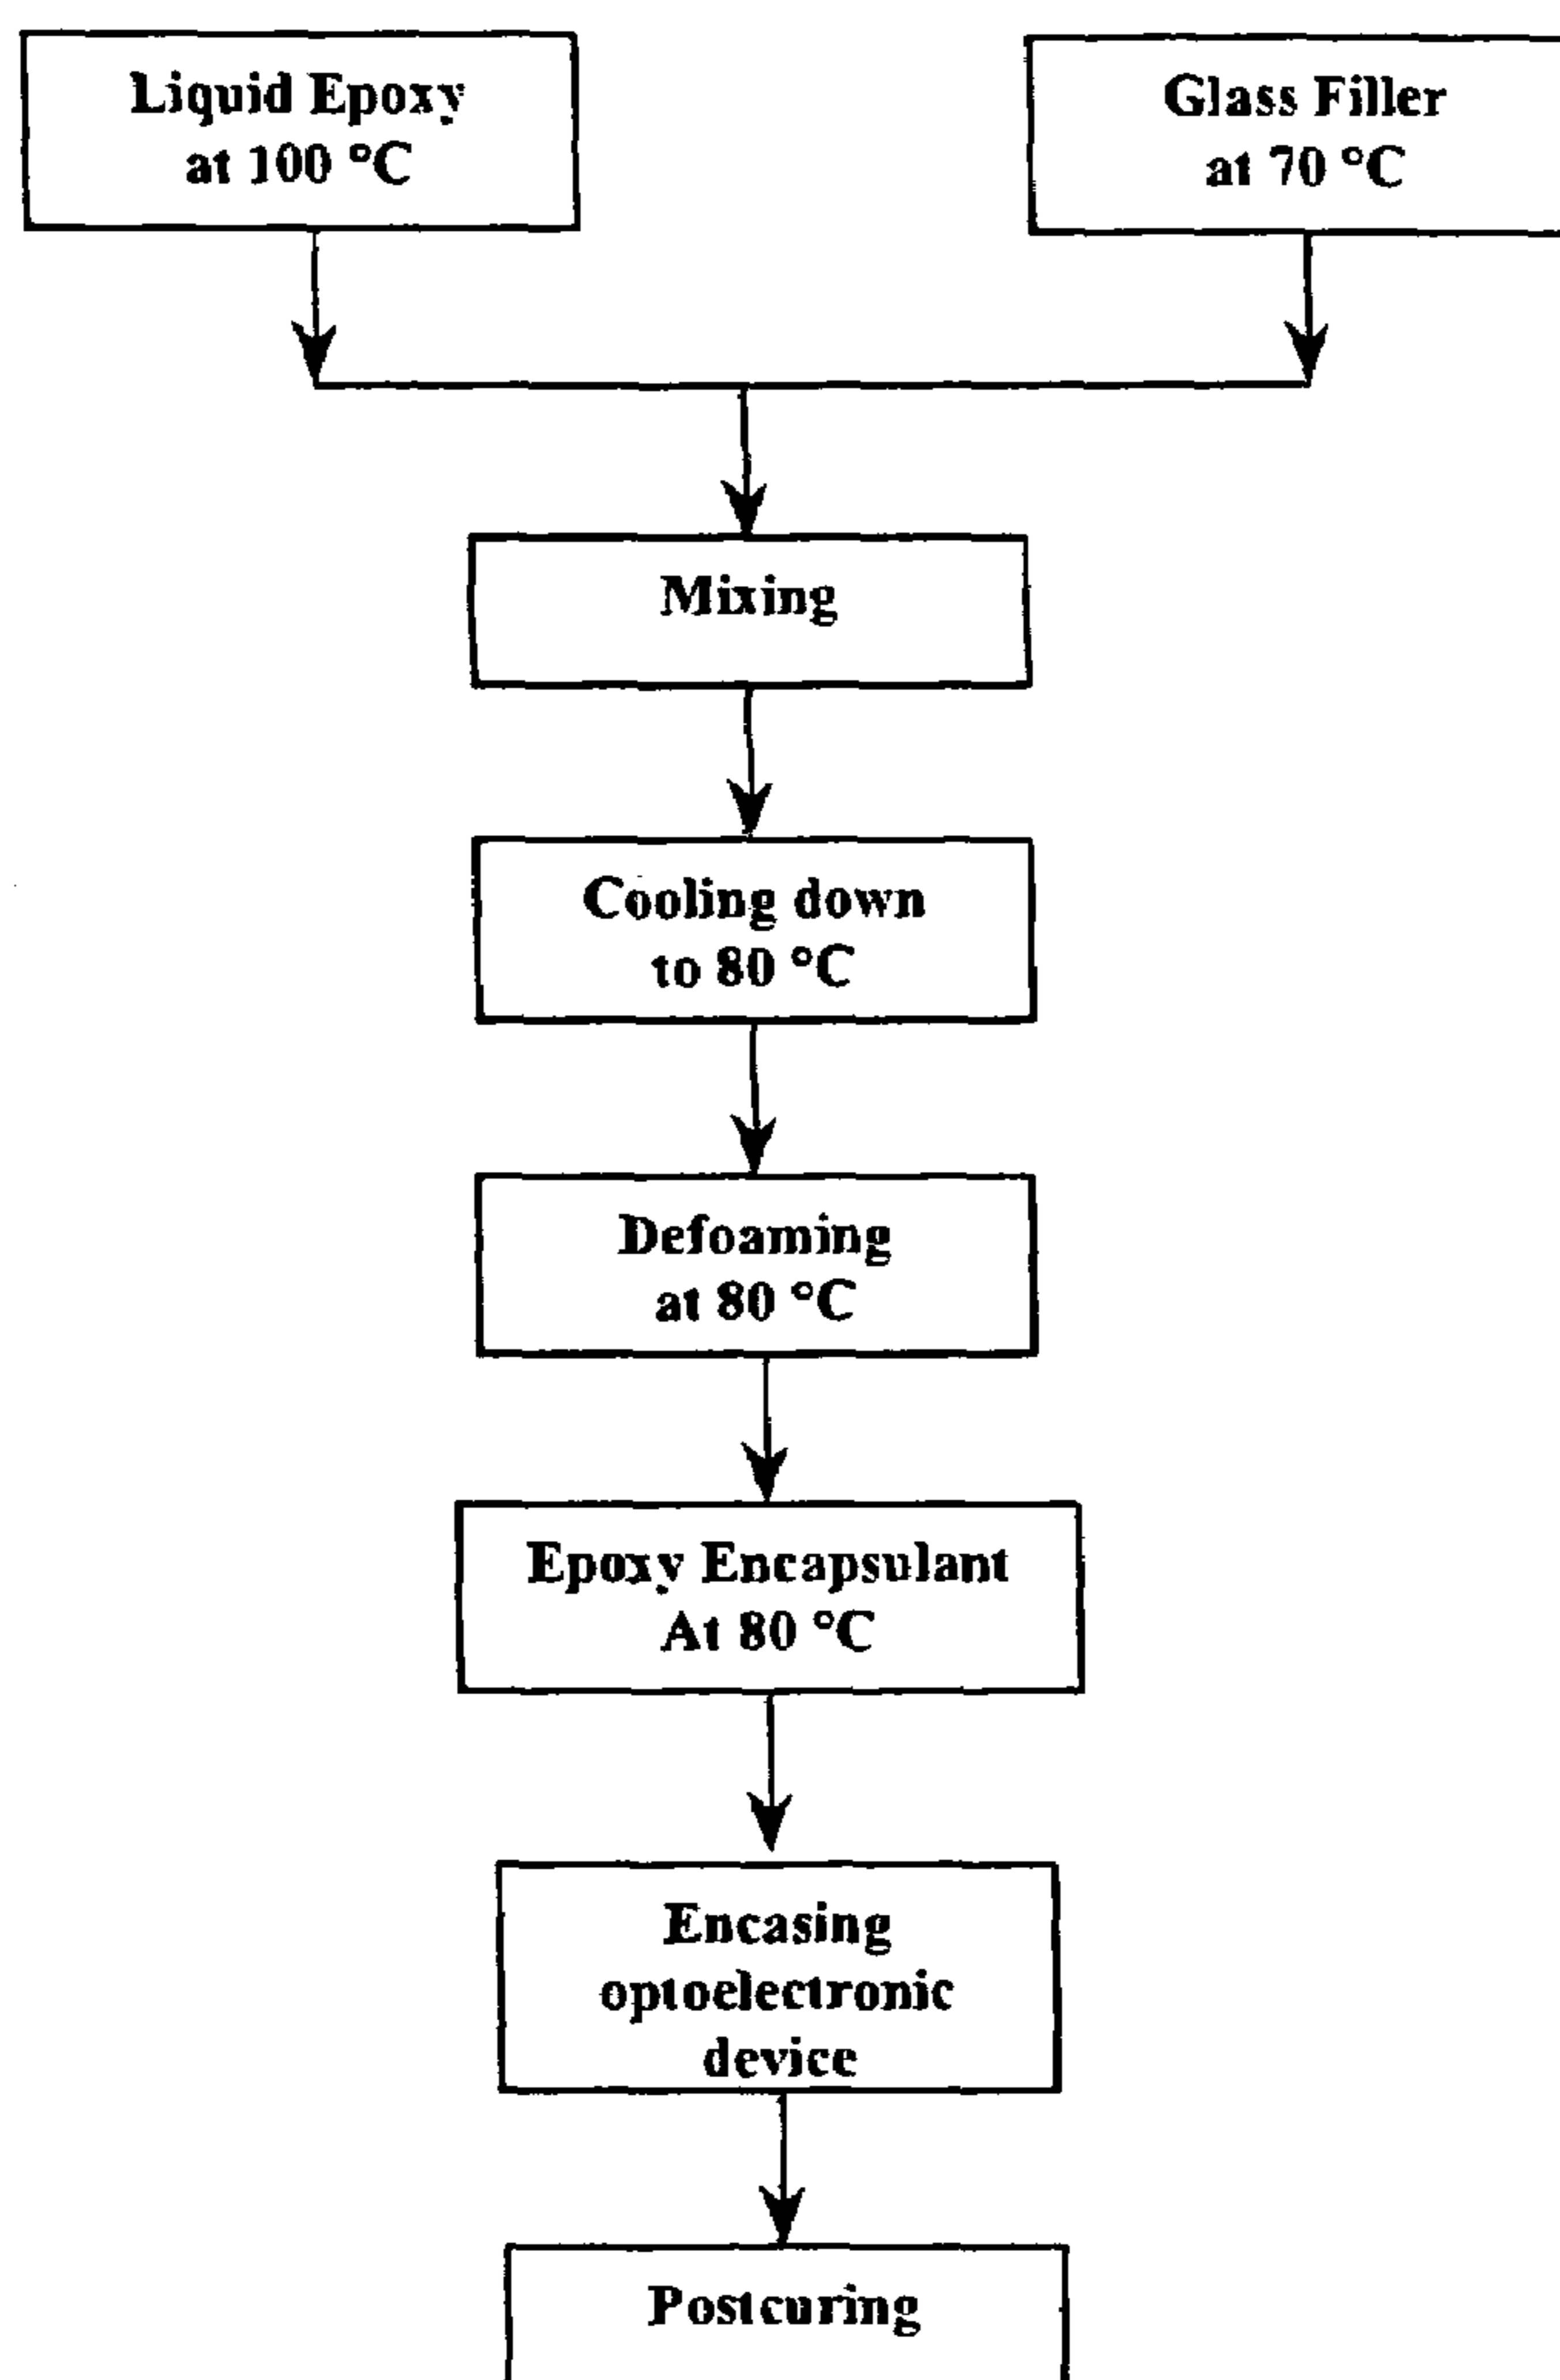 Liquid Epoxy
at 100 °C
Glass Filler
at 70 °C
Mixing
Cooling down
to 80 °C
Defoaming
at 80 °C
Epoxy Encapsulant
At 80 °C
Encasing
optoelectronic
device
Postcuring